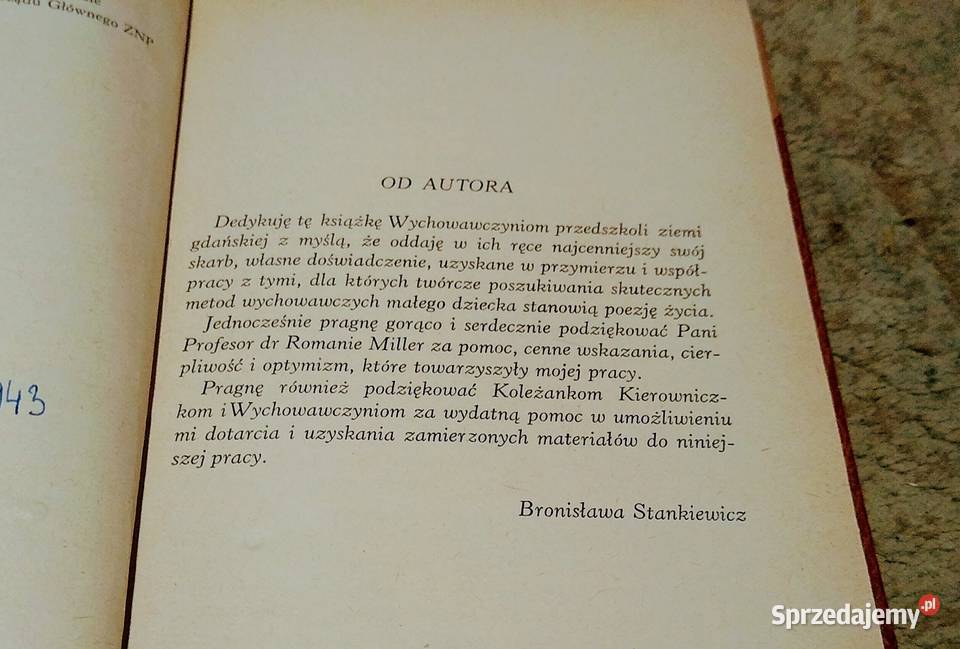 Głównego ZNP
943
OD AUTORA
Dedykuję tę książkę Wychowawczyniom przedszkoli ziemi
gdańskiej z myślą, że oddaję w ich ręce najcenniejszy swój
skarb, własne doświadczenie, uzyskane w przymierzu i współ-
pracy z tymi, dla których twórcze poszukiwania skutecznych
metod wychowawczych małego dziecka stanowią poezję życia.
Jednocześnie pragnę gorąco i serdecznie podziękować Pani
Profesor dr Romanie Miller za pomoc, cenne wskazania, cier-
pliwość i optymizm, które towarzyszyły mojej pracy.
Pragnę również podziękować Koleżankom Kierownicz-
kom i Wychowawczyniom za wydatną pomoc w umożliwieniu
mi dotarcia i uzyskania zamierzonych materiałów do niniej-
szej pracy.
Bronisława Stankiewicz
Sprzedajemy.pl